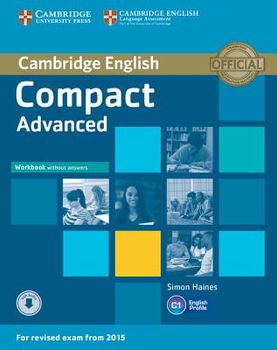 CAMBRIDGE
UNIVERSITY PRESS
CAMBRIDGE ENGLISH
Language Assessment
Part of the University of Cambridge
Cambridge English
OFFICIAL
Compact
Advanced
Workbook without answers
Simon Haines
C1
English
Profile
For revised exam from 2015